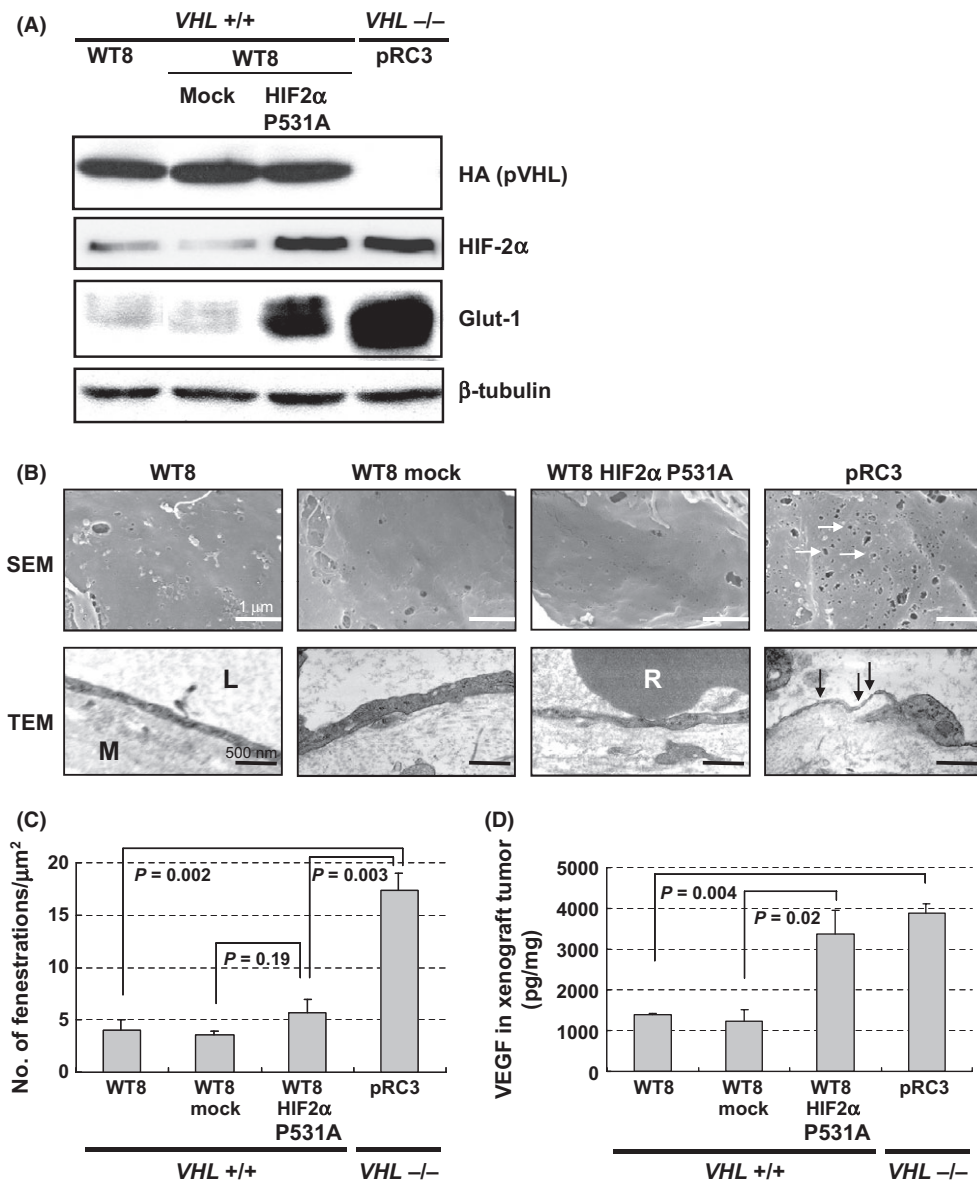 (A)
VHL +/+ VHL –/–
WT8 WT8 pRC3
Mock HIF2α
P531A
HA (pVHL)
HIF-2α
Glut-1
β-tubulin
(B)
WT8 WT8 mock WT8 HIF2α P531A pRC3
SEM
1 μm
TEM
L
M
500 nm
R
(C)
No. of fenestrations/μm²
20
15
10
5
0
P = 0.002
P = 0.003
P = 0.19
WT8 WT8 WT8 pRC3
mock HIF2α
P531A
VHL +/+ VHL –/–
(D)
VEGF in xenograft tumor
(pg/mg)
5000
4000
3000
2000
1000
0
P = 0.004
P = 0.02
WT8 WT8 WT8 pRC3
mock HIF2α
P531A
VHL +/+ VHL –/–